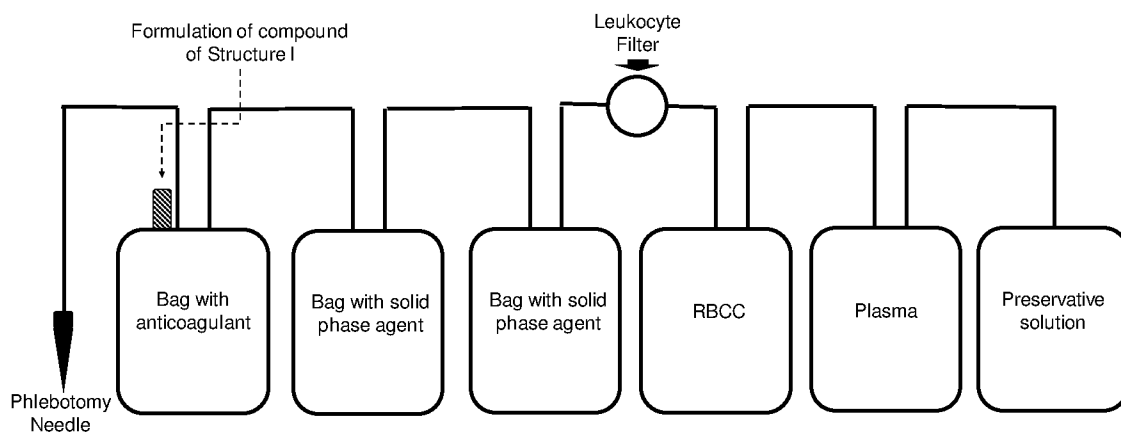 Formulation of compound
of Structure I
Leukocyte
Filter
Bag with
anticoagulant
Bag with solid
phase agent
Bag with solid
phase agent
RBCC
Plasma
Preservative
solution
Phlebotomy
Needle